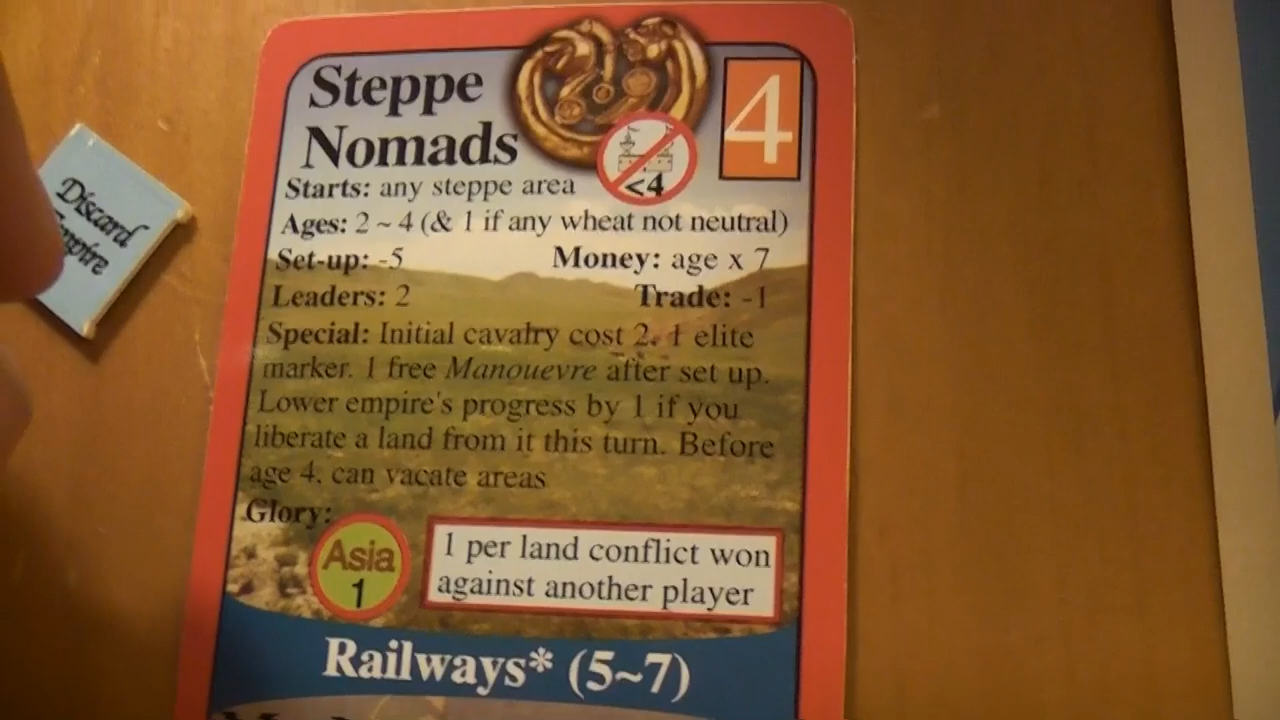 Steppe
Nomads
4
<4
Starts: any steppe area
Ages: 2 ~ 4 (& 1 if any wheat not neutral)
Set-up: -5 Money: age x 7
Leaders: 2 Trade: -1
Special: Initial cavalry cost 2. 1 elite
marker. 1 free Manouevre after set up.
Lower empire's progress by 1 if you
liberate a land from it this turn. Before
age 4, can vacate areas
Glory:
Asia
1
1 per land conflict won
against another player
Railways* (5~7)
Discard